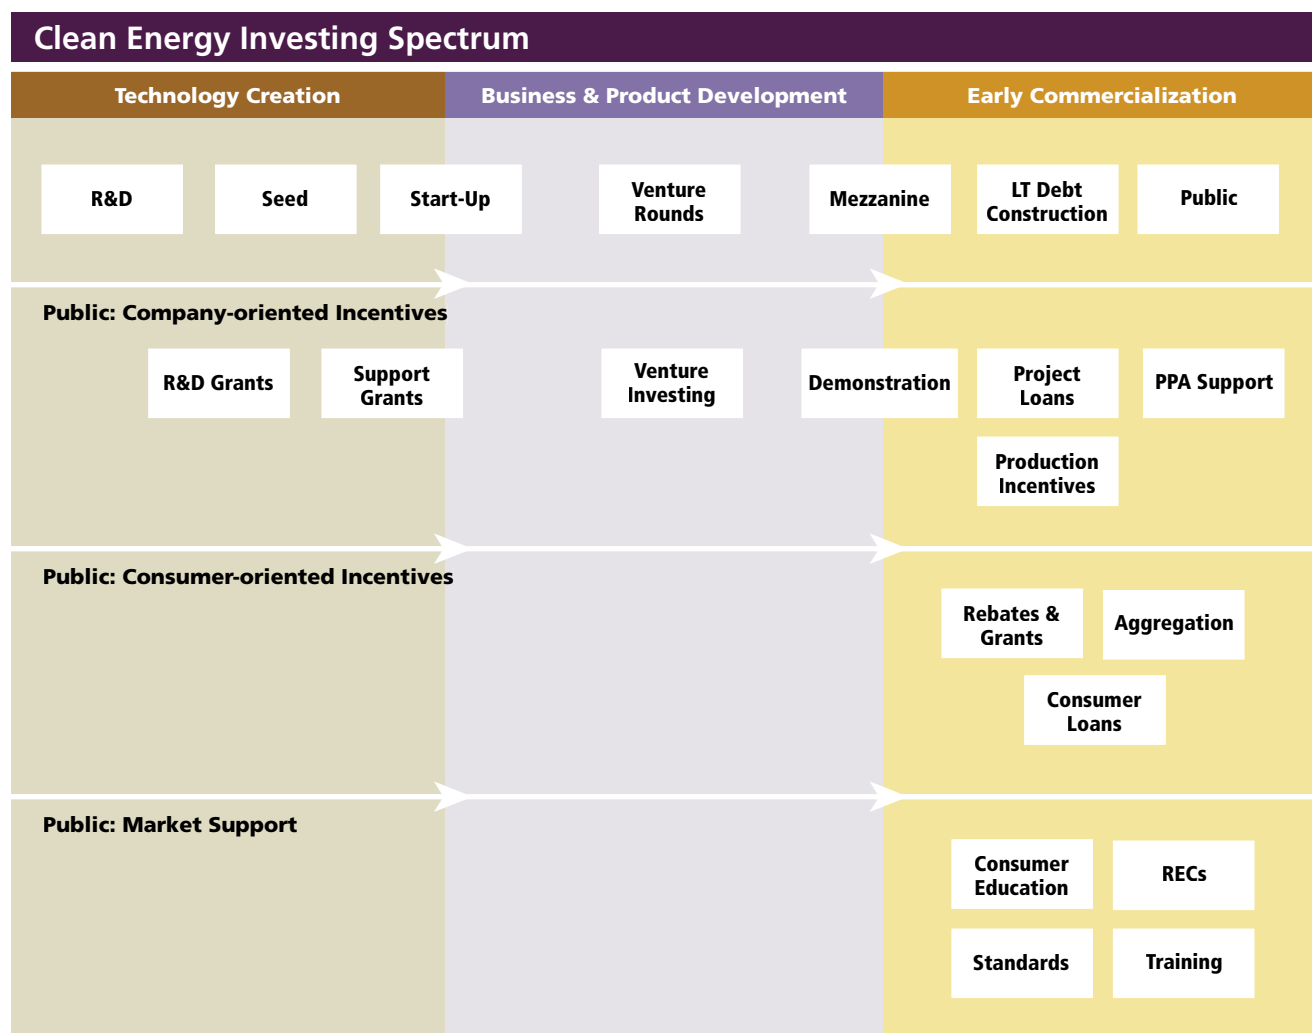 Clean Energy Investing Spectrum
Technology Creation
Business & Product Development
Early Commercialization
R&D
Seed
Start-Up
Venture
Rounds
Mezzanine
LT Debt
Construction
Public
Public: Company-oriented Incentives
R&D Grants
Support
Grants
Venture
Investing
Demonstration
Project
Loans
PPA Support
Production
Incentives
Public: Consumer-oriented Incentives
Rebates &
Grants
Aggregation
Consumer
Loans
Public: Market Support
Consumer
Education
RECs
Standards
Training